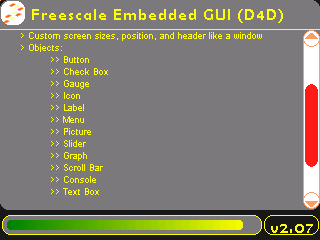 Freescale Embedded GUI (D4D)
> Custom screen sizes, position, and header like a window
> Objects:
>> Button
>> Check Box
>> Gauge
>> Icon
>> Label
>> Menu
>> Picture
>> Slider
>> Graph
>> Scroll Bar
>> Console
>> Text Box
v2.07